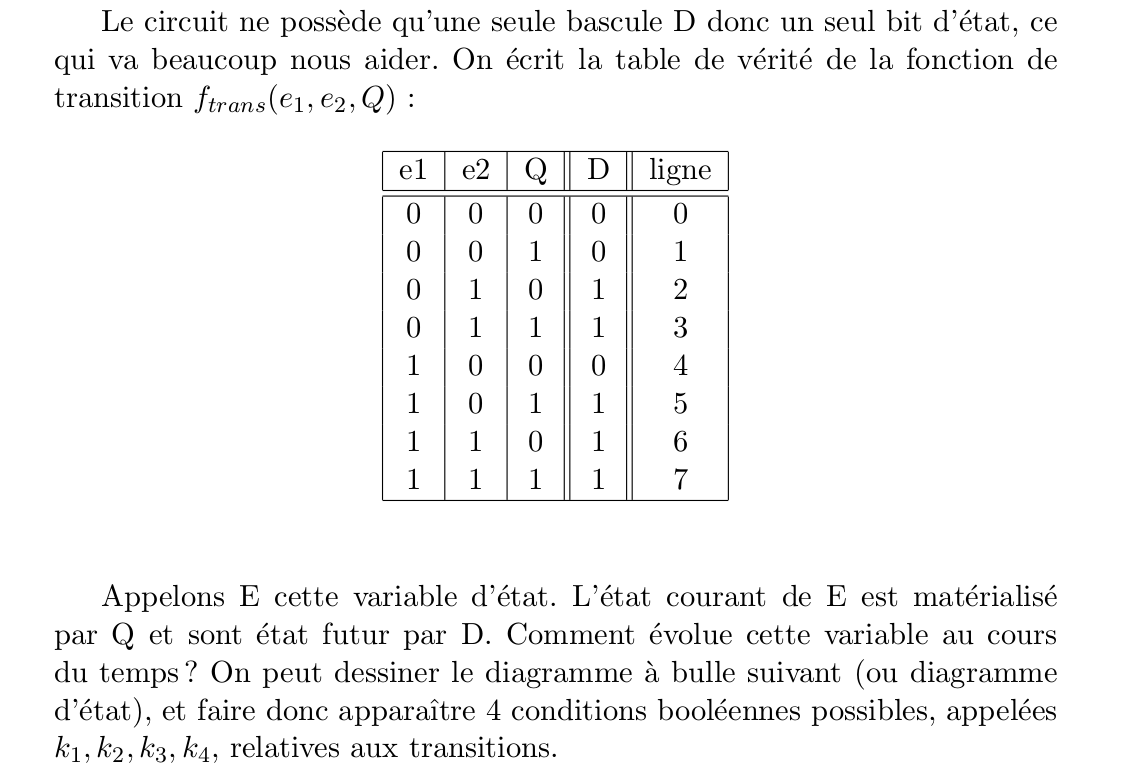 Le circuit ne possède qu'une seule bascule D donc un seul bit d'état, ce
qui va beaucoup nous aider. On écrit la table de vérité de la fonction de
transition f_trans(e_1, e_2, Q) :
e1 e2 Q D ligne
0 0 0 0 0
0 0 1 0 1
0 1 0 1 2
0 1 1 1 3
1 0 0 0 4
1 0 1 1 5
1 1 0 1 6
1 1 1 1 7
Appelons E cette variable d'état. L'état courant de E est matérialisé
par Q et sont état futur par D. Comment évolue cette variable au cours
du temps ? On peut dessiner le diagramme à bulle suivant (ou diagramme
d'état), et faire donc apparaître 4 conditions booléennes possibles, appelées
k_1, k_2, k_3, k_4, relatives aux transitions.